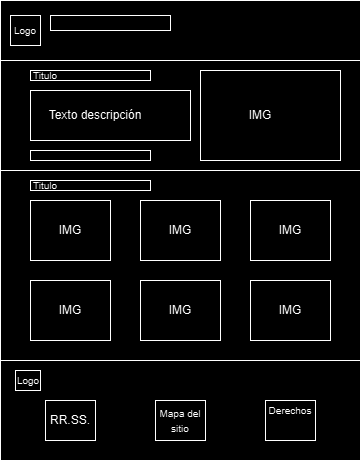 Logo
Titulo
Texto descripción
IMG
Titulo
IMG IMG IMG
IMG IMG IMG
Logo
RR.SS.
Mapa del
sitio
Derechos